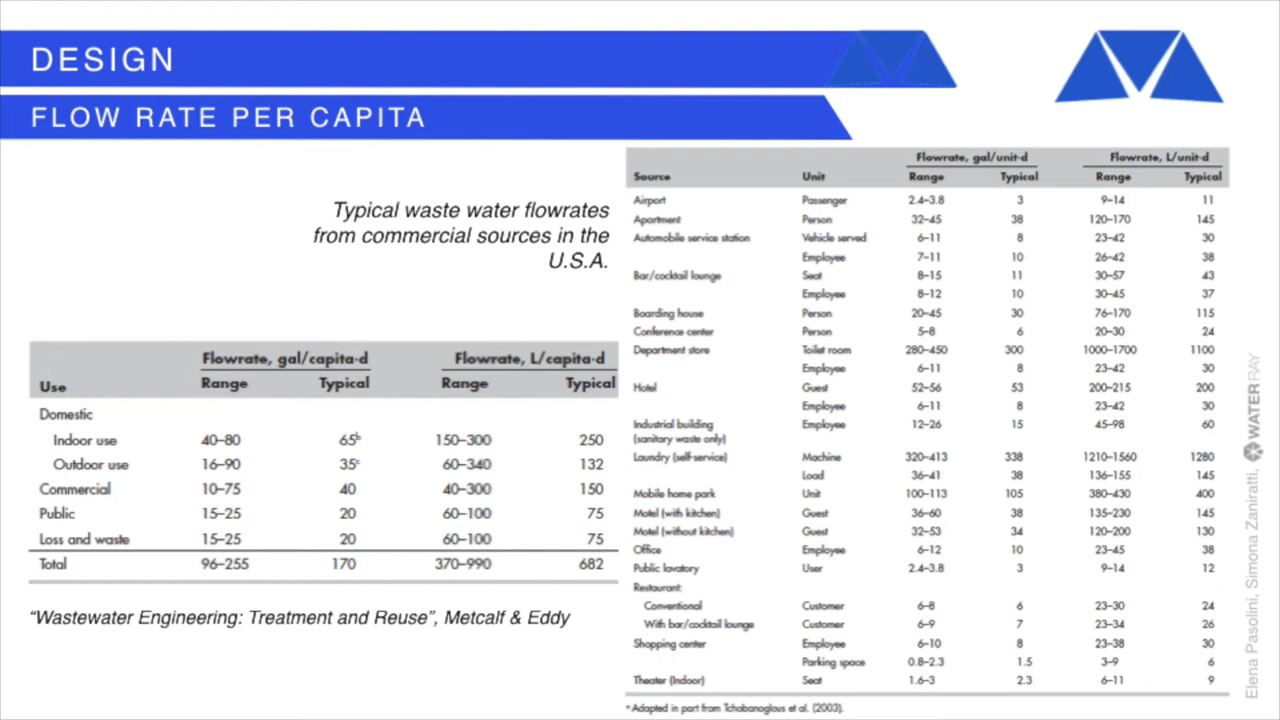 DESIGN
FLOW RATE PER CAPITA
Typical waste water flowrates
from commercial sources in the
U.S.A.
Flowrate, gal/capita·d Flowrate, L/capita·d
Use Range Typical Range Typical
Domestic
Indoor use 40–80 65ᵇ 150–300 250
Outdoor use 16–90 35ᶜ 60–340 132
Commercial 10–75 40 40–300 150
Public 15–25 20 60–100 75
Loss and waste 15–25 20 60–100 75
Total 96–255 170 370–990 682
“Wastewater Engineering: Treatment and Reuse”, Metcalf & Eddy
Flowrate, gal/unit·d Flowrate, L/unit·d
Source Unit Range Typical Range Typical
Airport Passenger 2.4–3.8 3 9–14 11
Apartment Person 32–45 38 120–170 145
Automobile service station Vehicle served 6–11 8 23–42 30
Employee 7–11 10 26–42 38
Bar/cocktail lounge Seat 8–15 11 30–57 43
Employee 8–12 10 30–45 37
Boarding house Person 20–45 30 76–170 115
Conference center Person 5–8 6 20–30 24
Department store Toilet room 280–450 300 1000–1700 1100
Employee 6–11 8 23–42 30
Hotel Guest 52–56 53 200–215 200
Employee 6–11 8 23–42 30
Industrial building Employee 12–26 15 45–98 60
(sanitary waste only)
Laundry (self-service) Machine 320–413 338 1210–1560 1280
Load 36–41 38 136–155 145
Mobile home park Unit 100–113 105 380–430 400
Motel (with kitchen) Guest 36–60 38 135–230 145
Motel (without kitchen) Guest 32–53 34 120–200 130
Office Employee 6–12 10 23–45 38
Public lavatory User 2.4–3.8 3 9–14 12
Restaurant:
Conventional Customer 6–8 6 23–30 24
With bar/cocktail lounge Customer 6–9 7 23–34 26
Shopping center Employee 6–10 8 23–38 30
Parking space 0.8–2.3 1.5 3–9 6
Theater (Indoor) Seat 1.6–3 2.3 6–11 9
ᵃ Adapted in part from Tchobanoglous et al. (2003).
Elena Pasolini, Simona Zaniratti, WATER RAY